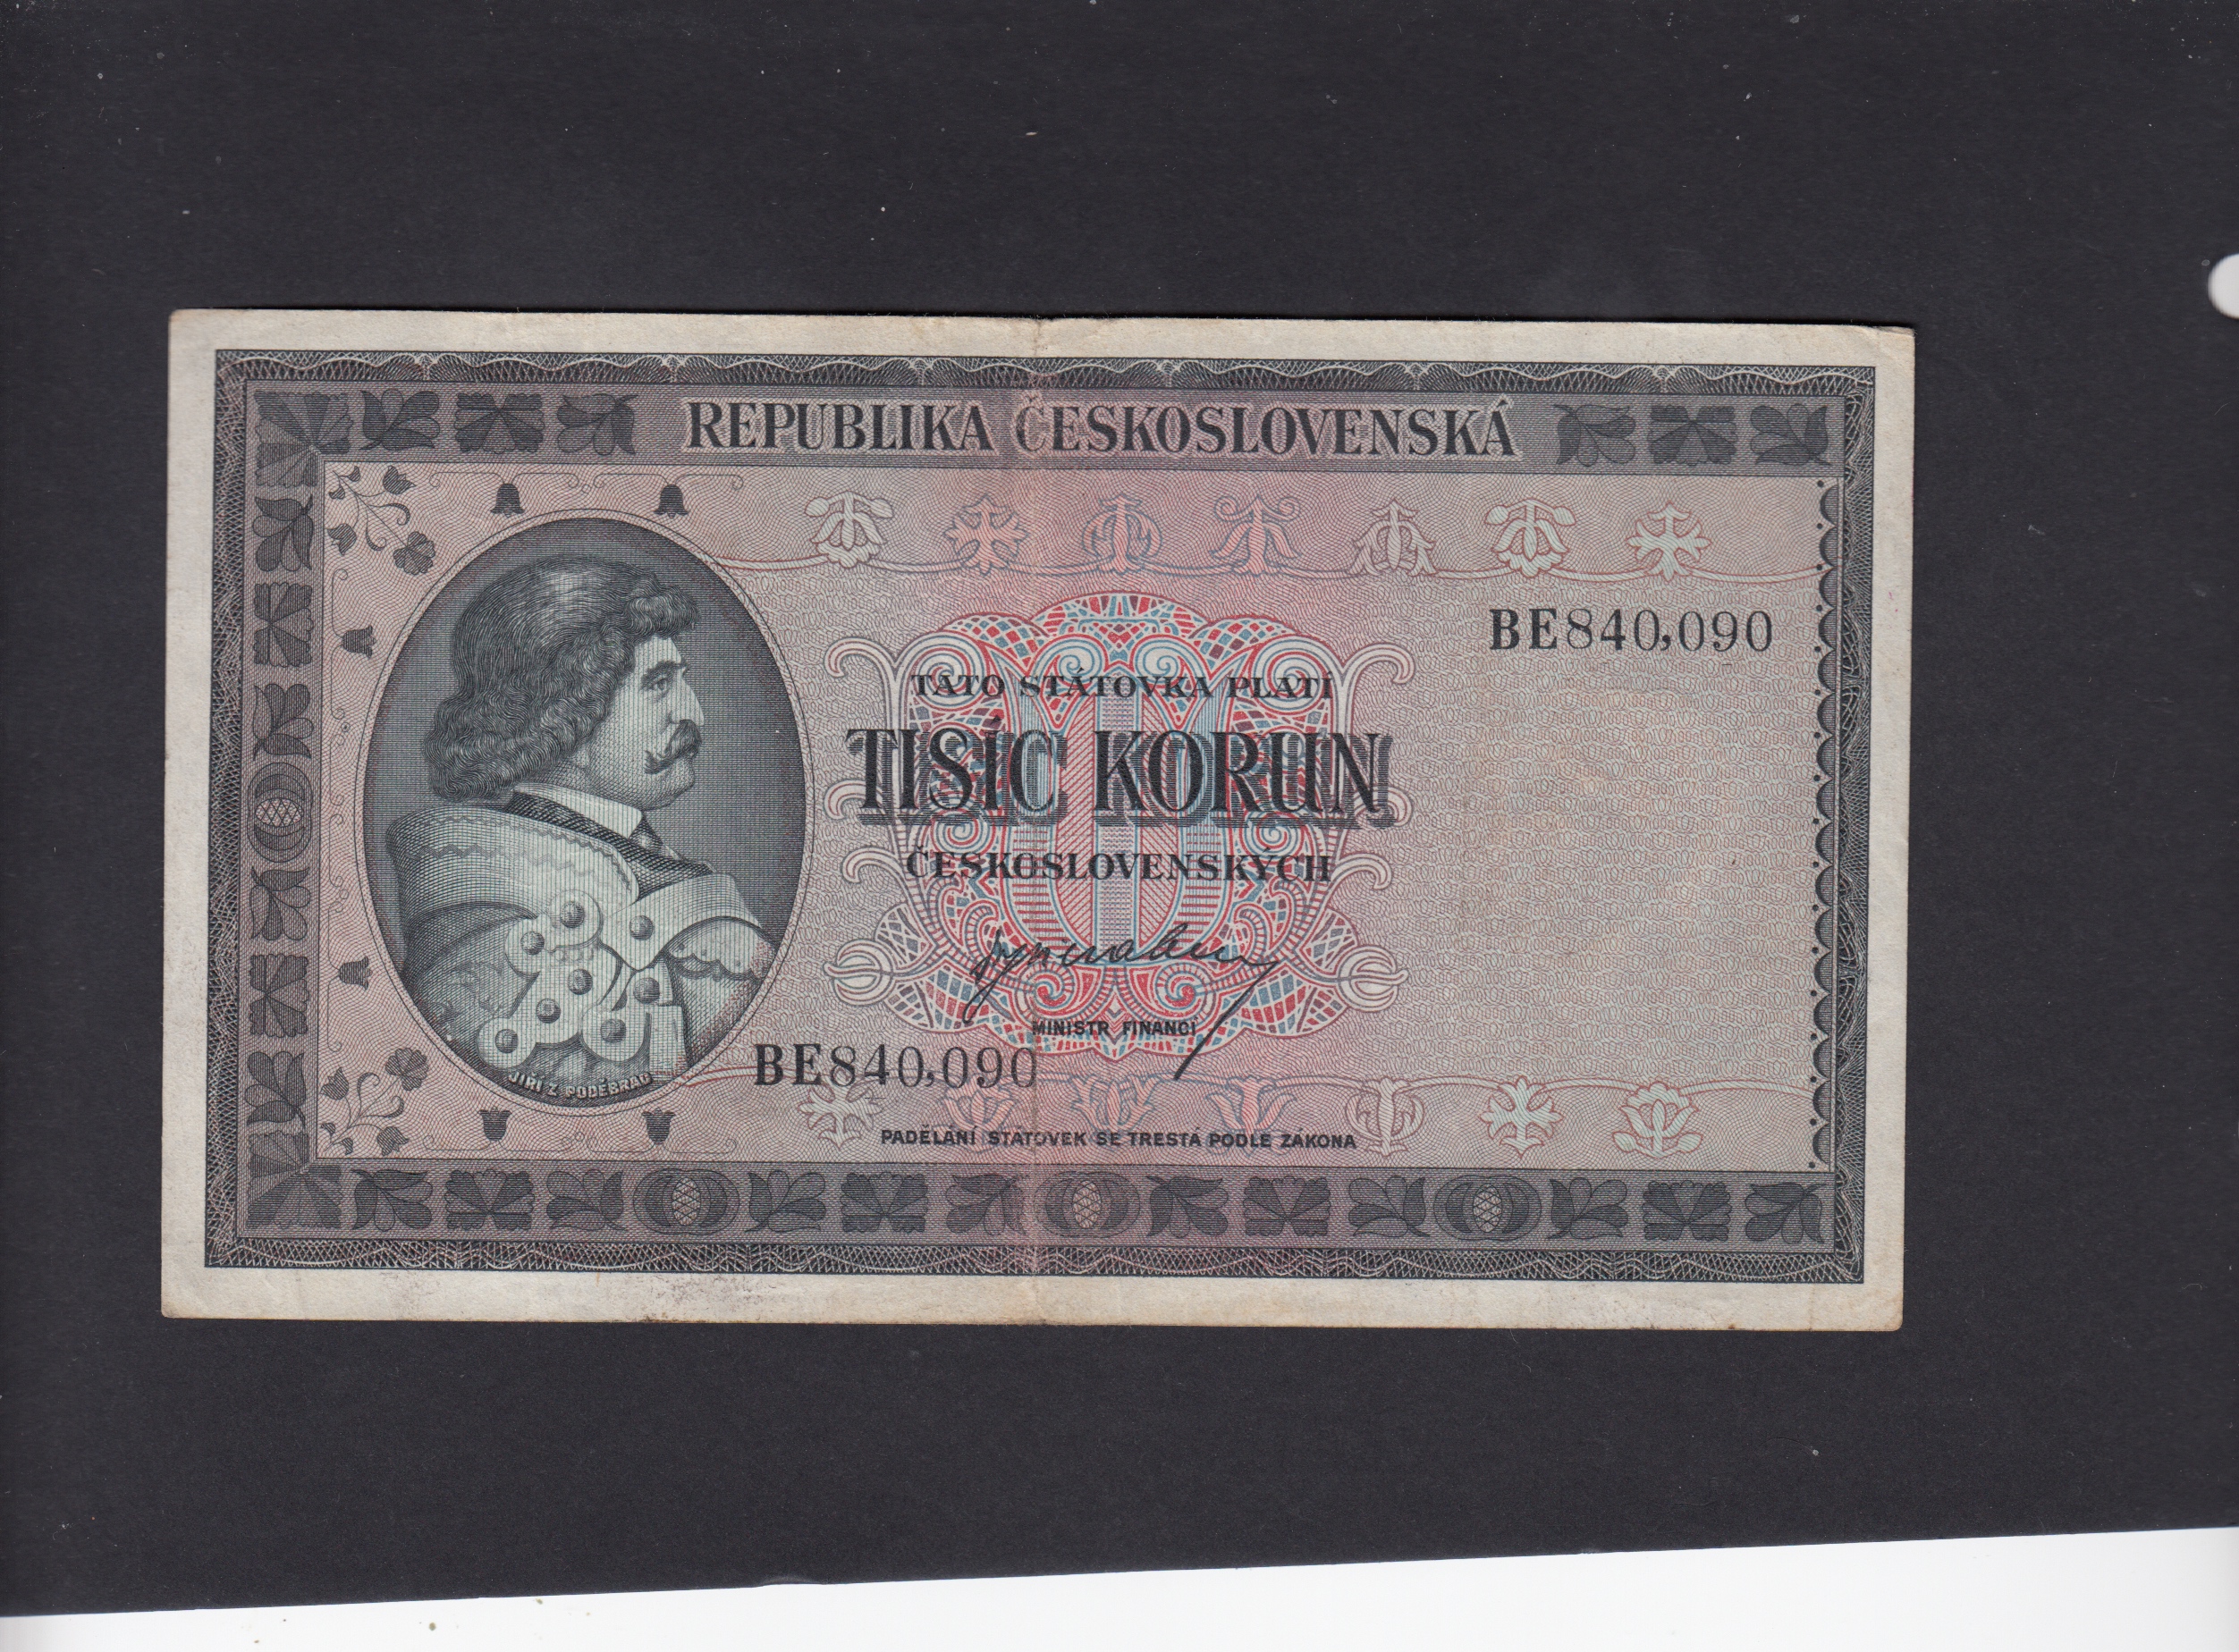 REPUBLIKA ČESKOSLOVENSKÁ
BE840,090
TATO STÁTOVKA PLATÍ
TISÍC KORUN
ČESKOSLOVENSKÝCH
MINISTR FINANCÍ
BE840,090
JIŘÍ Z PODĚBRAD
PADĚLÁNÍ STÁTOVEK SE TRESTÁ PODLE ZÁKONA